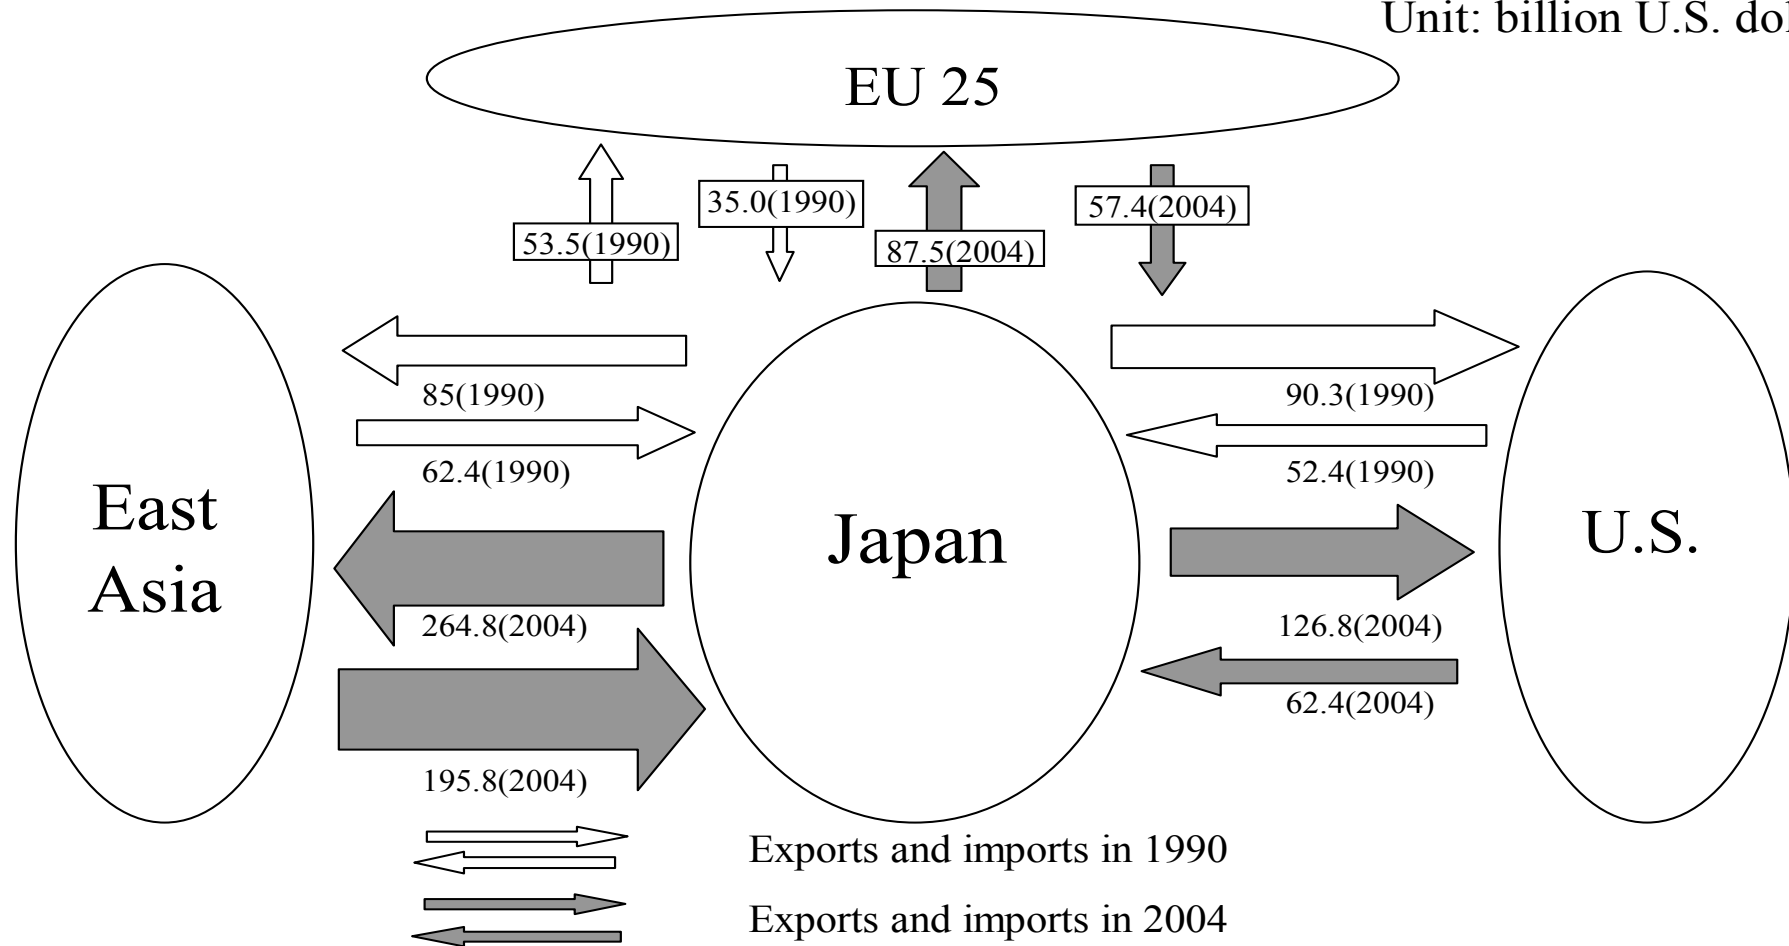 Unit: billion U.S.
EU 25
53.5(1990)
35.0(1990)
87.5(2004)
57.4(2004)
85(1990)
62.4(1990)
264.8(2004)
195.8(2004)
East
Asia
Japan
90.3(1990)
52.4(1990)
126.8(2004)
62.4(2004)
U.S.
Exports and imports in 1990
Exports and imports in 2004